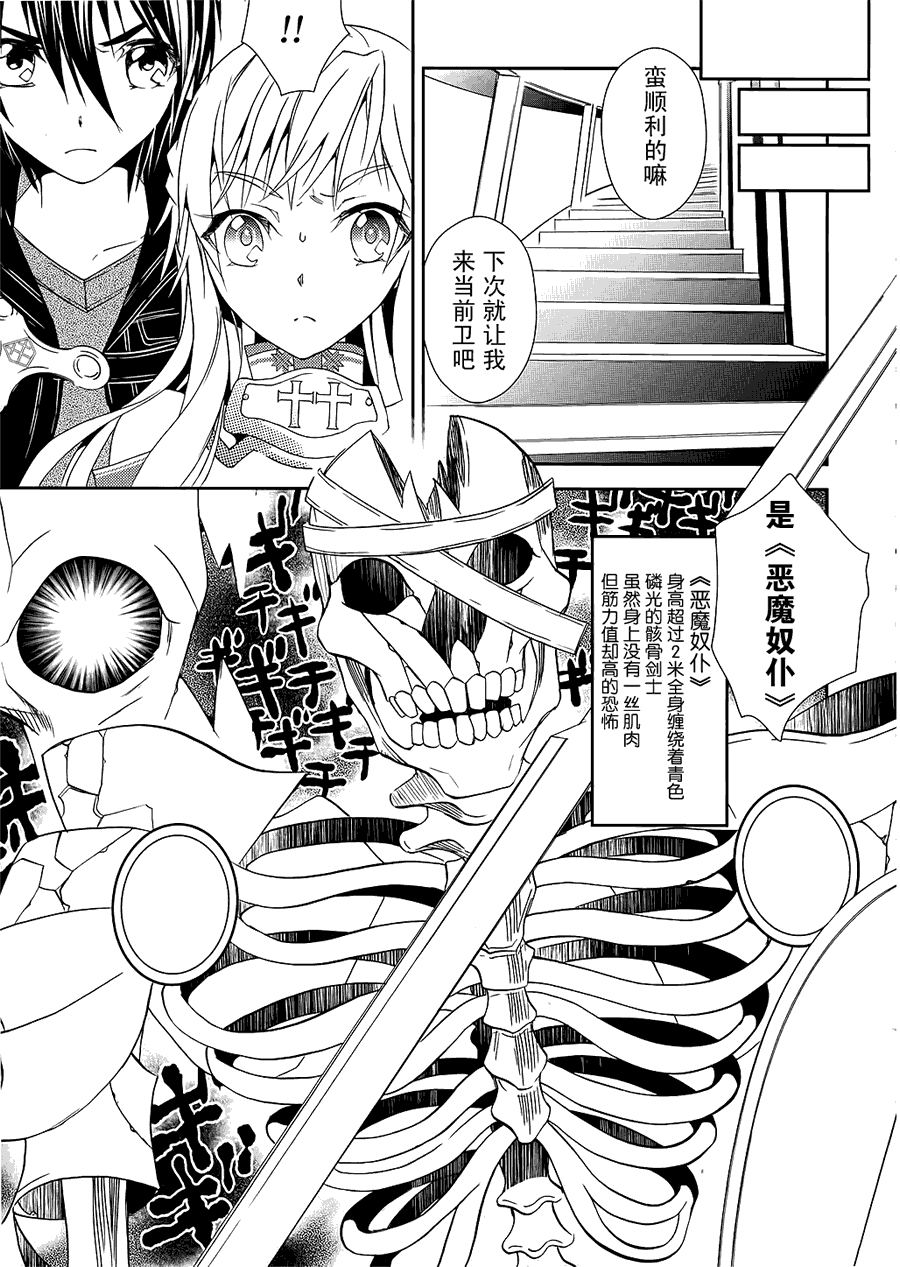 蛮顺利的嘛
下次就让我
来当前卫吧
!!
是《恶魔奴仆》
《恶魔奴仆》
身高超过2米全身缠绕着青色
磷光的骸骨剑士
虽然身上没有一丝肌肉
但筋力值却高的恐怖
ギギ
ギチ
ギチ
ギチ
ギギギ
チチ